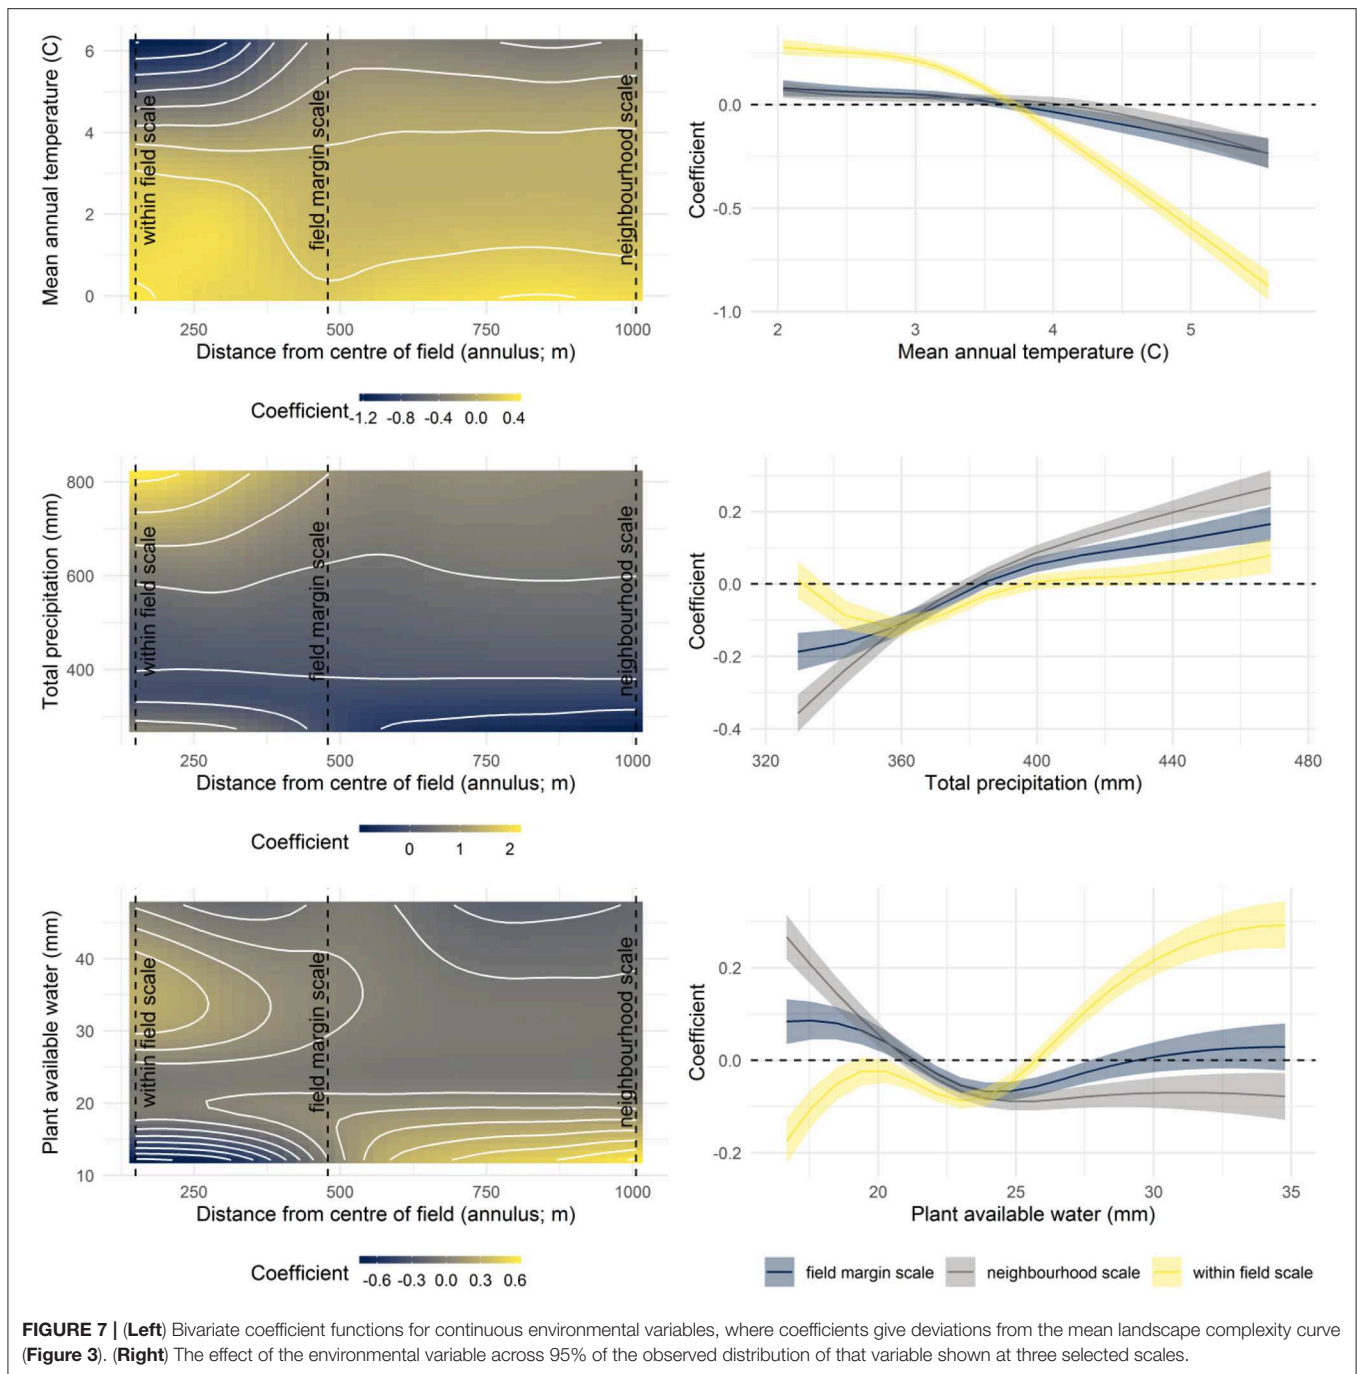 Mean annual temperature (C)
6
4
2
0
within field scale
field margin scale
neighbourhood scale
250 500 750 1000
Distance from centre of field (annulus; m)
Coefficient
-1.2 -0.8 -0.4 0.0 0.4
Coefficient
0.0
-0.5
-1.0
2 3 4 5
Mean annual temperature (C)
Total precipitation (mm)
800
600
400
within field scale
field margin scale
neighbourhood scale
250 500 750 1000
Distance from centre of field (annulus; m)
Coefficient
0 1 2
Coefficient
0.2
0.0
-0.2
-0.4
320 360 400 440 480
Total precipitation (mm)
Plant available water (mm)
40
30
20
10
within field scale
field margin scale
neighbourhood scale
250 500 750 1000
Distance from centre of field (annulus; m)
Coefficient
-0.6 -0.3 0.0 0.3 0.6
Coefficient
0.2
0.0
-0.2
20 25 30 35
Plant available water (mm)
field margin scale neighbourhood scale within field scale
FIGURE 7 | (Left) Bivariate coefficient functions for continuous environmental variables, where coefficients give deviations from the mean landscape complexity curve
(Figure 3). (Right) The effect of the environmental variable across 95% of the observed distribution of that variable shown at three selected scales.